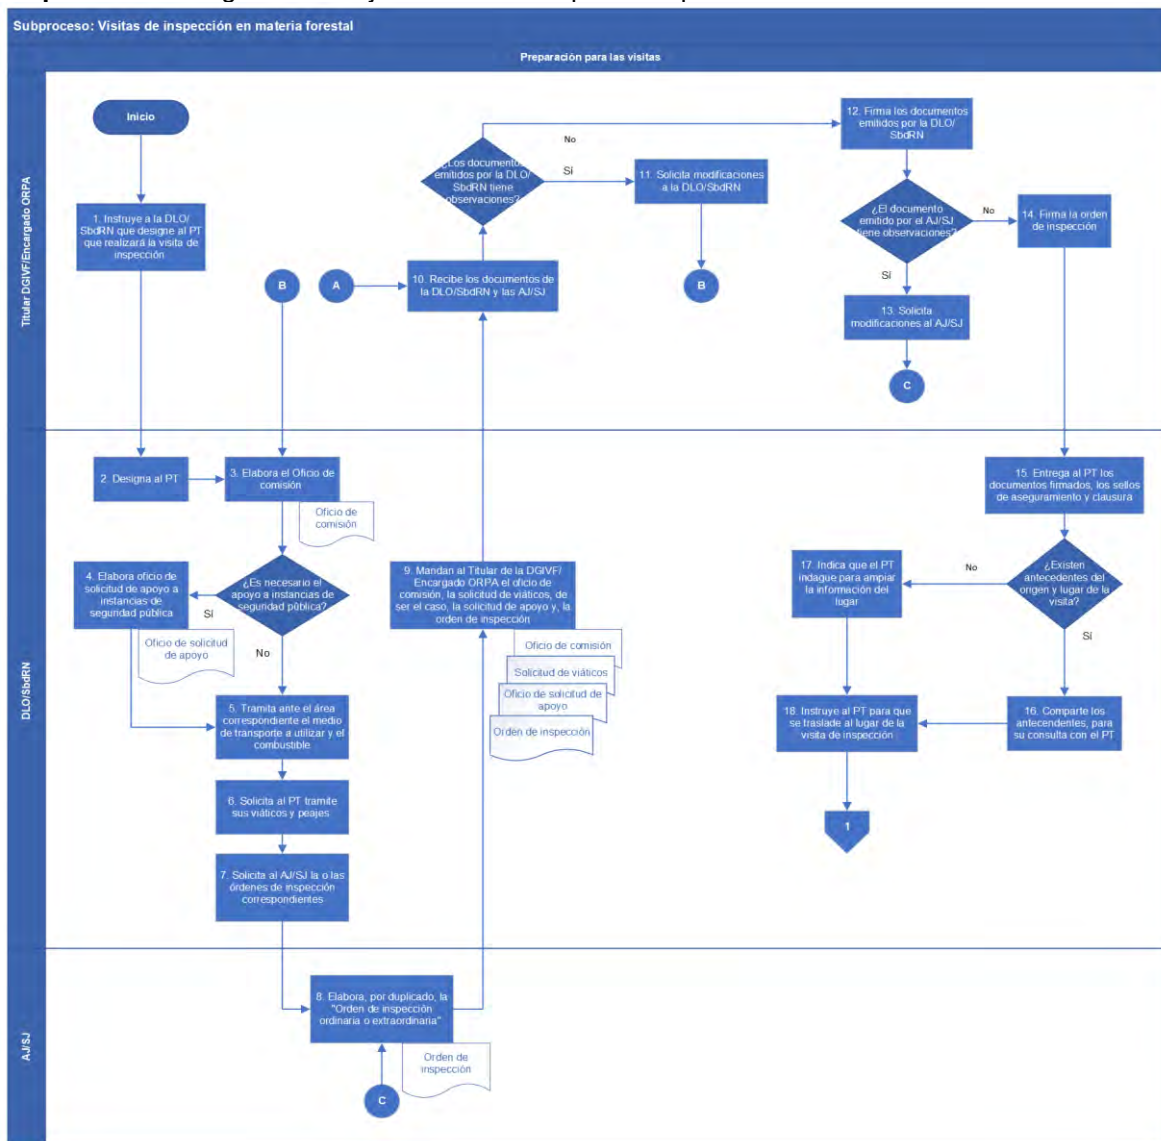 Subproceso: Visitas de inspección en materia forestal
Preparación para las visitas
Titular DGIVF/Encargado ORPA
Inicio
1. Instruye a la DLO/
SbdRN que designe al PT
que realizará la visita de
inspección
B
A
10. Recibe los documentos de
la DLO/SbdRN y las AJ/SJ
¿Los documentos
emitidos por la DLO/
SbdRN tiene
observaciones?
No
Sí
11. Solicita modificaciones
a la DLO/SbdRN
B
12. Firma los documentos
emitidos por la DLO/
SbdRN
¿El documento
emitido por el AJ/SJ
tiene observaciones?
No
Sí
13. Solicita
modificaciones al AJ/SJ
C
14. Firma la orden
de inspección
DLO/SbdRN
2. Designa al PT
3. Elabora el Oficio de
comisión
Oficio de
comisión
¿Es necesario el
apoyo a instancias de
seguridad pública?
Sí
No
4. Elabora oficio de
solicitud de apoyo a
instancias de
seguridad pública
Oficio de solicitud
de apoyo
5. Tramita ante el área
correspondiente el medio
de transporte a utilizar y el
combustible
6. Solicita al PT tramite
sus viáticos y peajes
7. Solicita al AJ/SJ la o las
órdenes de inspección
correspondientes
9. Mandan al Titular de la DGIVF/
Encargado ORPA el oficio de
comisión, la solicitud de viáticos, de
ser el caso, la solicitud de apoyo y, la
orden de inspección
Oficio de comisión
Solicitud de viáticos
Oficio de solicitud de
apoyo
Orden de inspección
15. Entrega al PT los
documentos firmados, los sellos
de aseguramiento y clausura
¿Existen
antecedentes del
origen y lugar de la
visita?
No
Sí
17. Indica que el PT
indague para ampiar
la información del
lugar
16. Comparte los
antecendentes, para
su consulta con el PT
18. Instruye al PT para que
se traslade al lugar de la
visita de inspección
1
AJ/SJ
8. Elabora, por duplicado, la
"Orden de inspección
ordinaria o extraordinaria"
Orden de
inspección
C